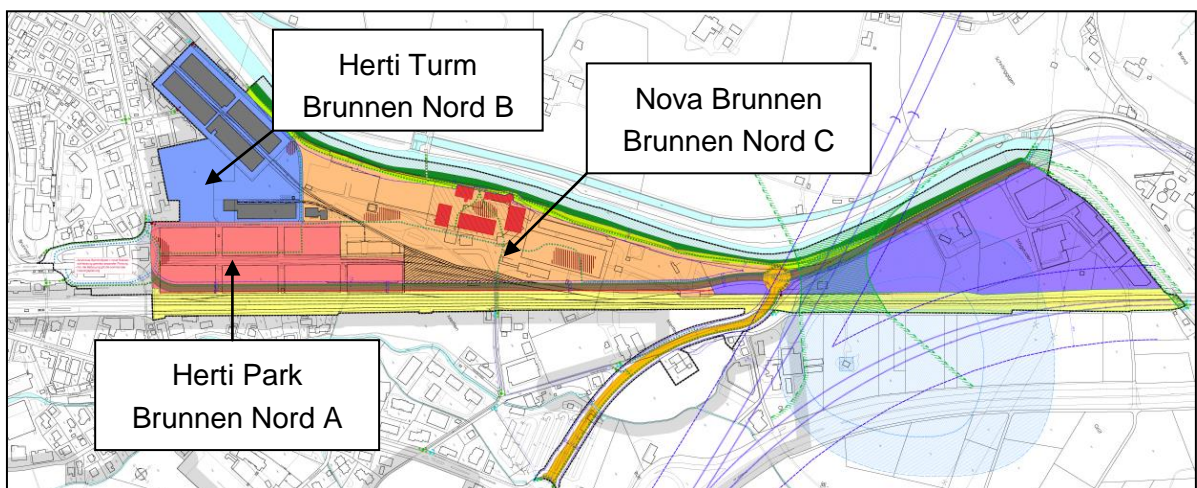 Herti Turm
Brunnen Nord B
Nova Brunnen
Brunnen Nord C
Herti Park
Brunnen Nord A